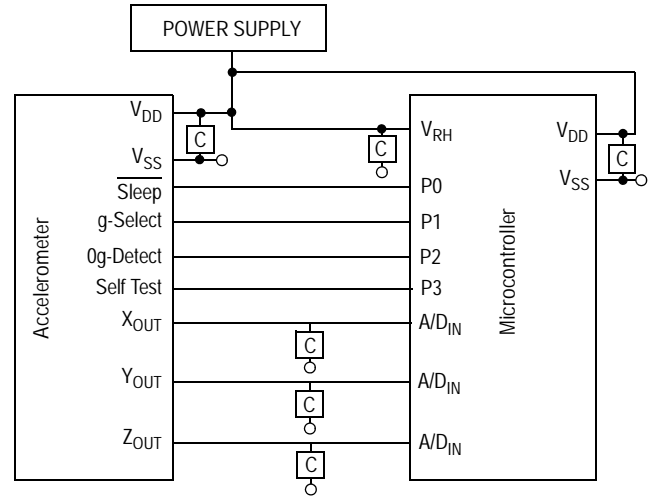 POWER SUPPLY
Accelerometer
V_DD
C
V_SS
Sleep
g-Select
0g-Detect
Self Test
X_OUT
Y_OUT
Z_OUT
C
C
C
C
V_RH
P0
P1
P2
P3
A/D_IN
A/D_IN
A/D_IN
Microcontroller
V_DD
C
V_SS